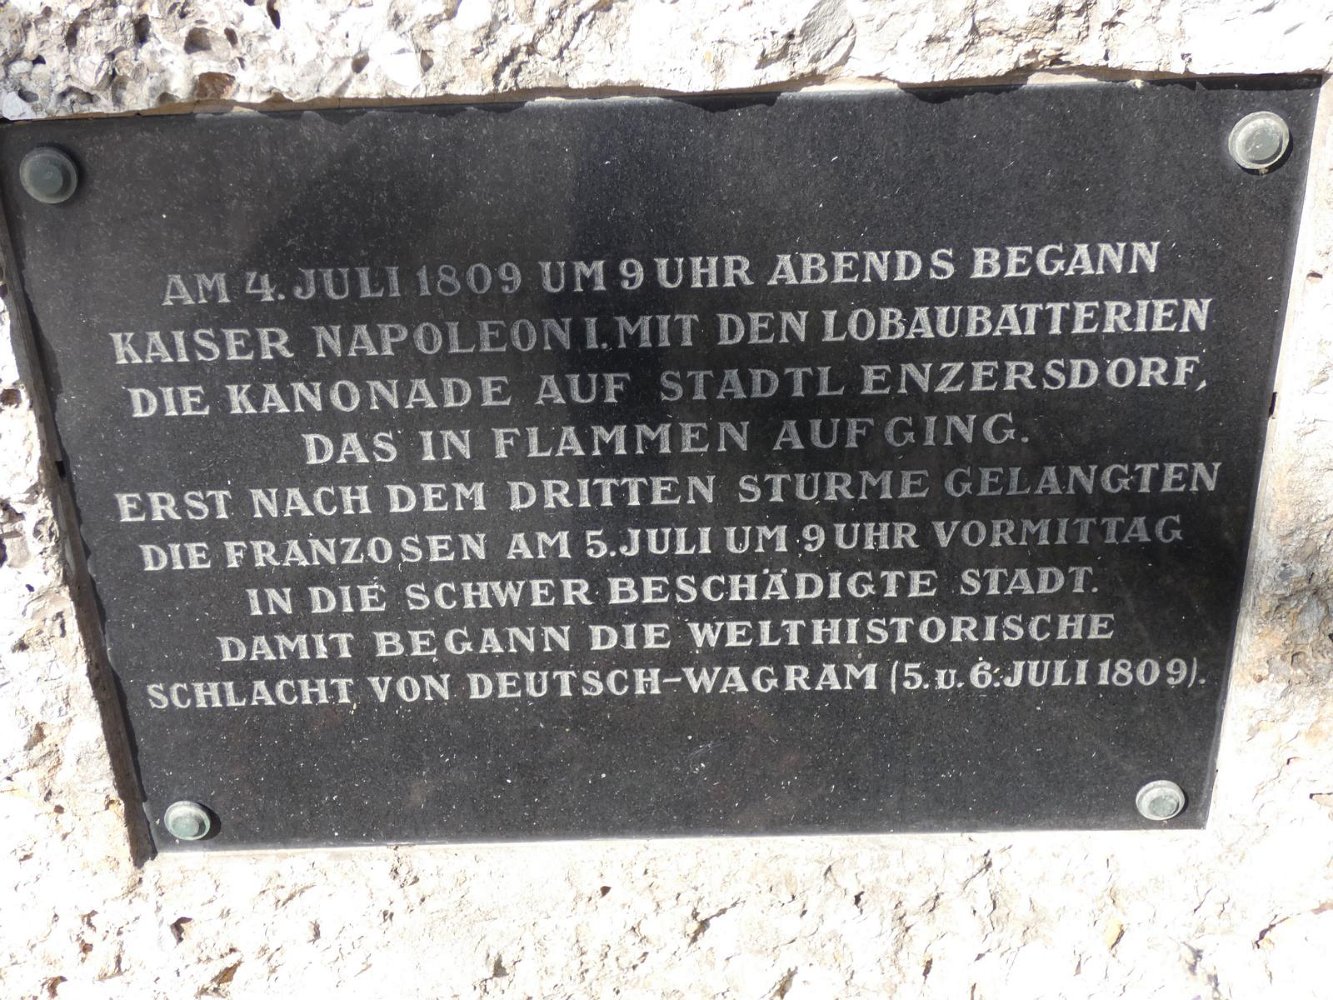 AM 4. JULI 1809 UM 9 UHR ABENDS BEGANN
KAISER NAPOLEON I. MIT DEN LOBAUBATTERIEN
DIE KANONADE AUF STADTL ENZERSDORF,
DAS IN FLAMMEN AUFGING.
ERST NACH DEM DRITTEN STURME GELANGTEN
DIE FRANZOSEN AM 5. JULI UM 9 UHR VORMITTAG
IN DIE SCHWER BESCHÄDIGTE STADT.
DAMIT BEGANN DIE WELTHISTORISCHE
SCHLACHT VON DEUTSCH-WAGRAM (5. u. 6. JULI 1809).